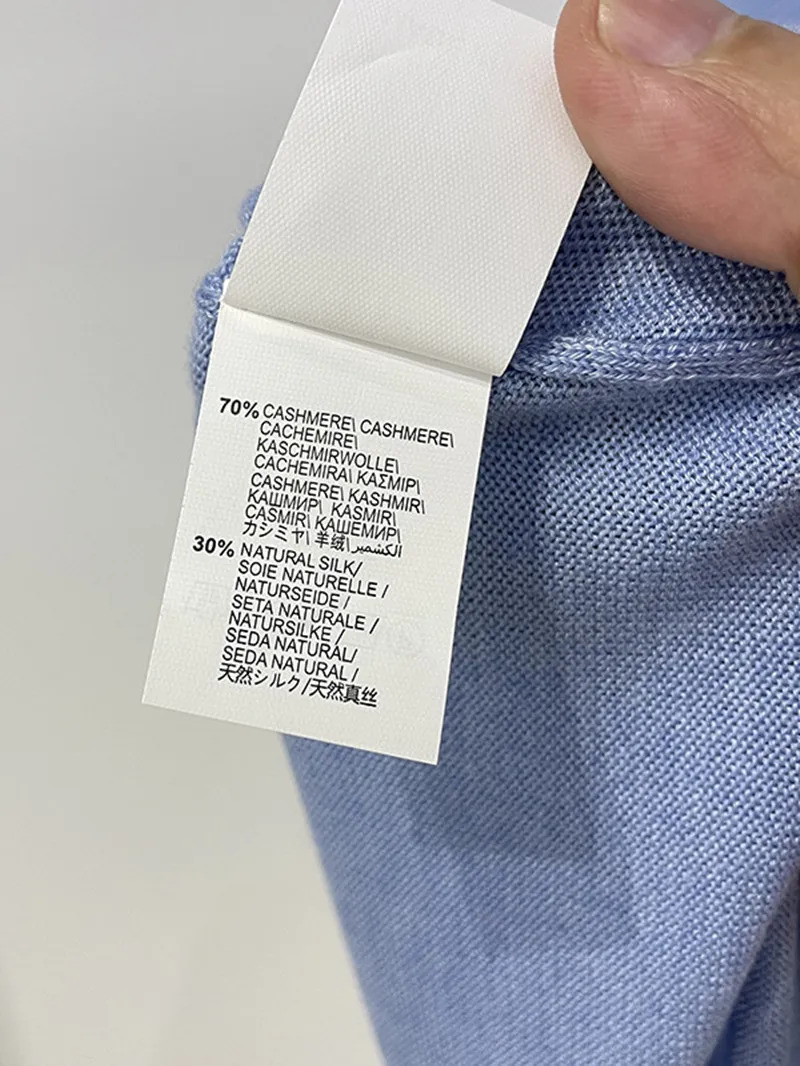 70% CASHMERE\ CASHMERE\
CACHEMIRE\
KASCHMIRWOLLE\
CACHEMIRA\ ΚΑΣΜΙΡ\
CASHMERE\ KASHMIR\
КАШМИР\ KASMIR\
CASMIR\ КАШЕМИР\
カシミヤ\ 羊绒\الكشمير
30% NATURAL SILK/
SOIE NATURELLE /
NATURSEIDE /
SETA NATURALE /
NATURSILKE /
SEDA NATURAL/
SEDA NATURAL /
天然シルク/天然真丝